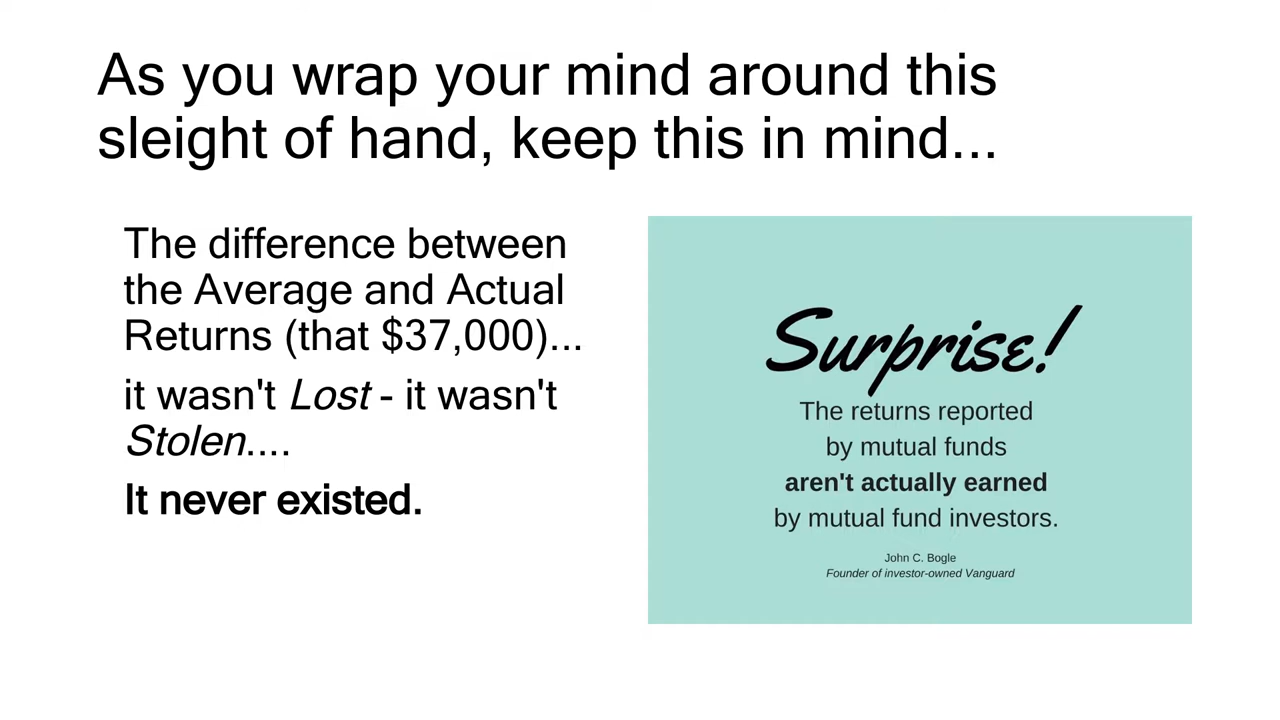 As you wrap your mind around this
sleight of hand, keep this in mind...
The difference between
the Average and Actual
Returns (that $37,000)...
it wasn't Lost - it wasn't
Stolen....
It never existed.
Surprise!
The returns reported
by mutual funds
aren't actually earned
by mutual fund investors.
John C. Bogle
Founder of investor-owned Vanguard